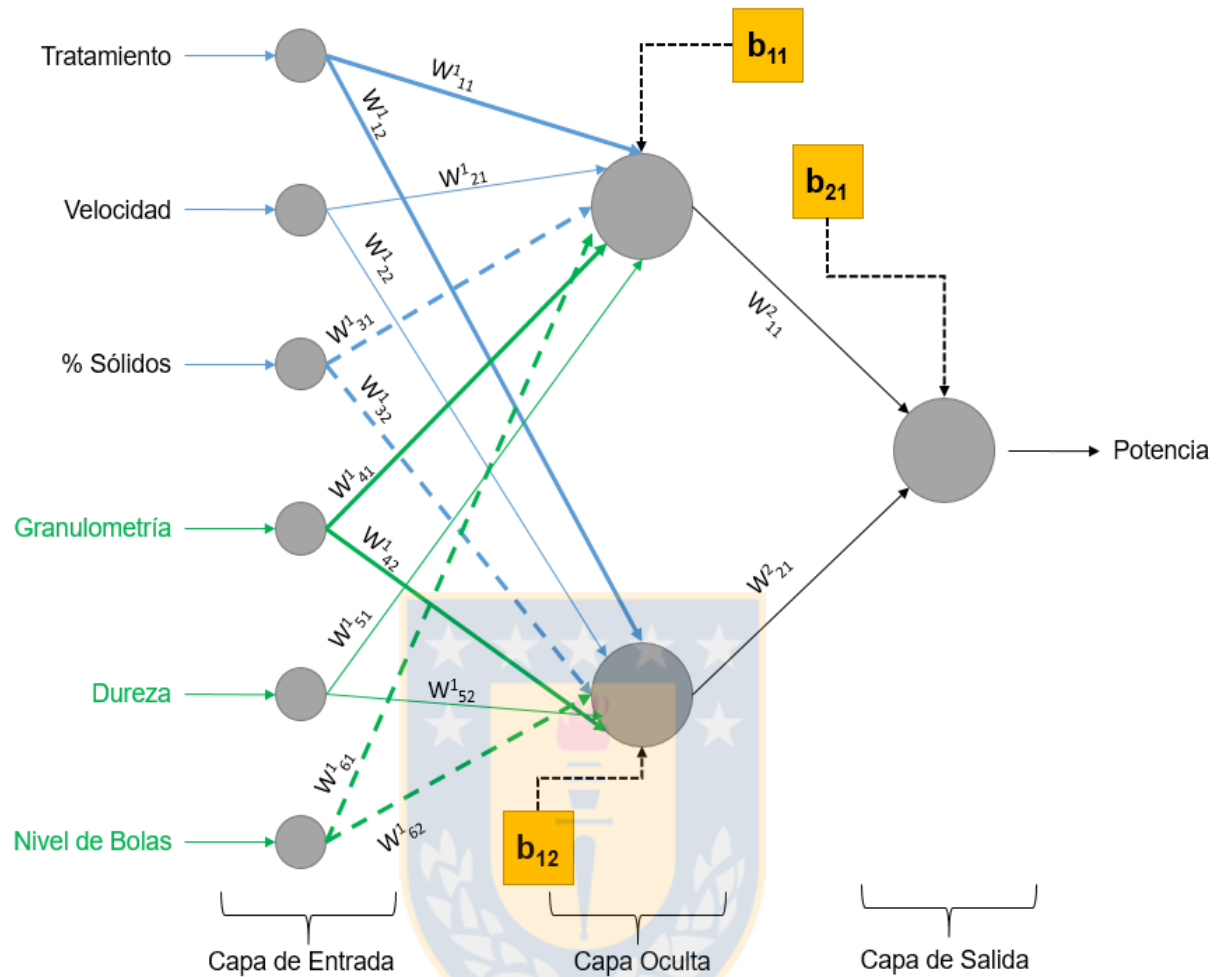 Tratamiento
Velocidad
% Sólidos
Granulometría
Dureza
Nivel de Bolas
W¹₁₁
W¹₁₂
W¹₂₁
W¹₂₂
W¹₃₁
W¹₃₂
W¹₄₁
W¹₄₂
W¹₅₁
W¹₅₂
W¹₆₁
W¹₆₂
b₁₁
b₁₂
b₂₁
W²₁₁
W²₂₁
Potencia
Capa de Entrada
Capa Oculta
Capa de Salida